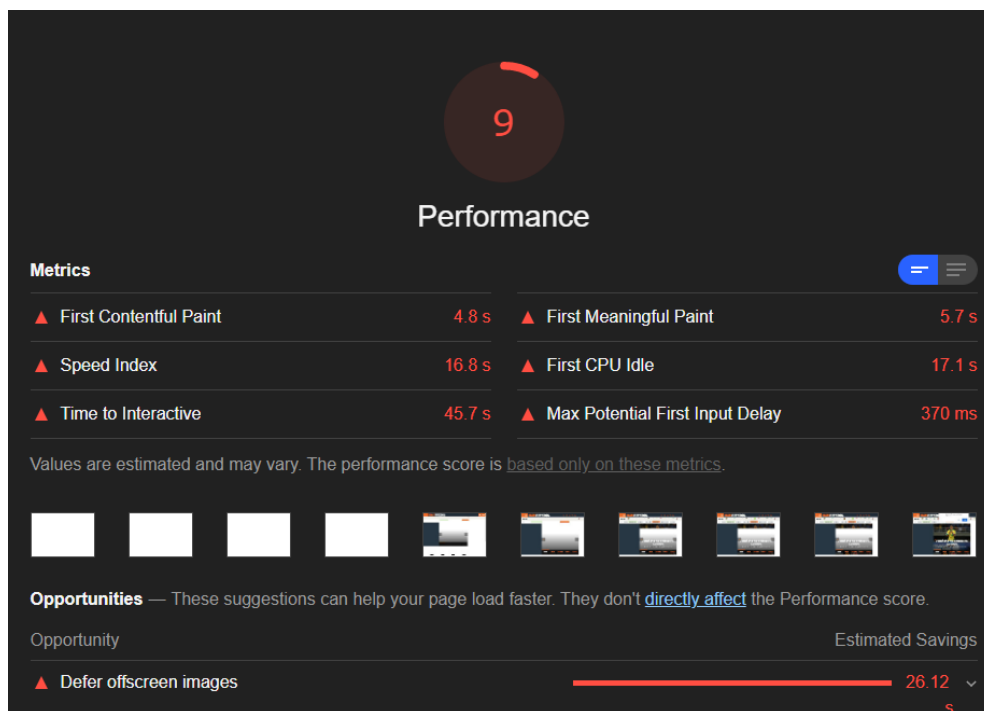 9
Performance
Metrics
First Contentful Paint 4.8 s
First Meaningful Paint 5.7 s
Speed Index 16.8 s
First CPU Idle 17.1 s
Time to Interactive 45.7 s
Max Potential First Input Delay 370 ms
Values are estimated and may vary. The performance score is based only on these metrics.
Opportunities — These suggestions can help your page load faster. They don't directly affect the Performance score.
Opportunity Estimated Savings
Defer offscreen images 26.12 s